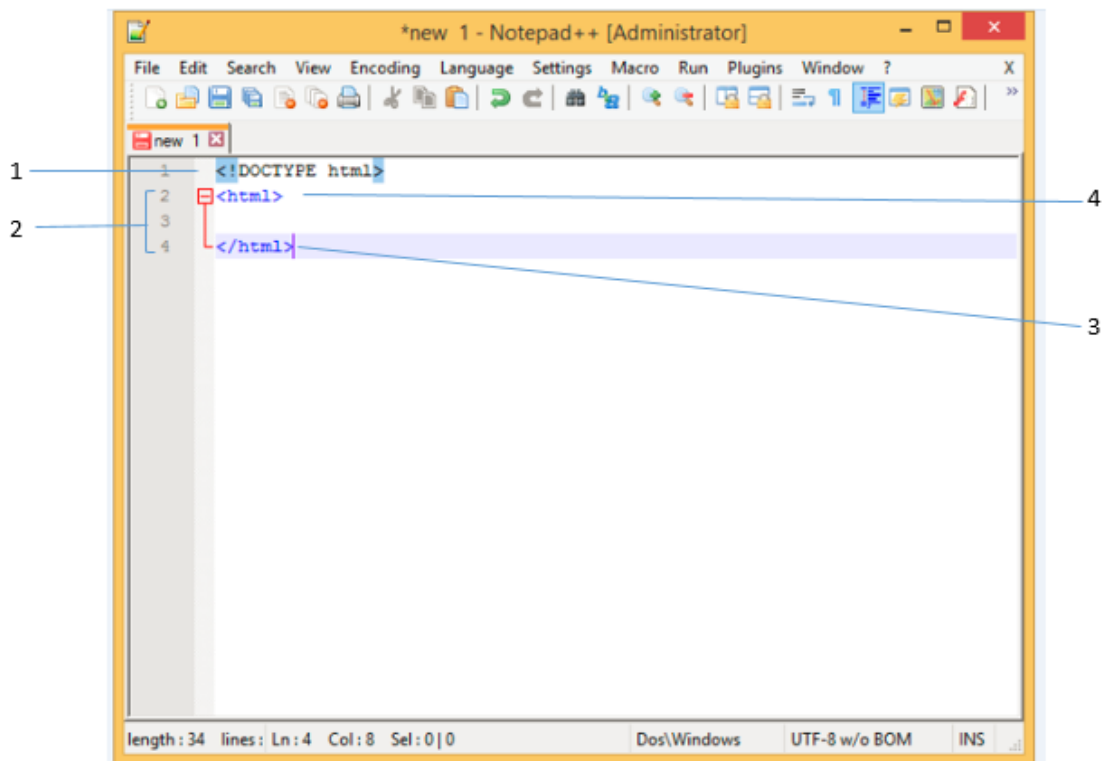 *new 1 - Notepad++ [Administrator]
File Edit Search View Encoding Language Settings Macro Run Plugins Window ? X
new 1
1 1 <!DOCTYPE html>
2 <html> 4
2 3
4 </html>
3
length : 34 lines : Ln : 4 Col : 8 Sel : 0 | 0 Dos\Windows UTF-8 w/o BOM INS